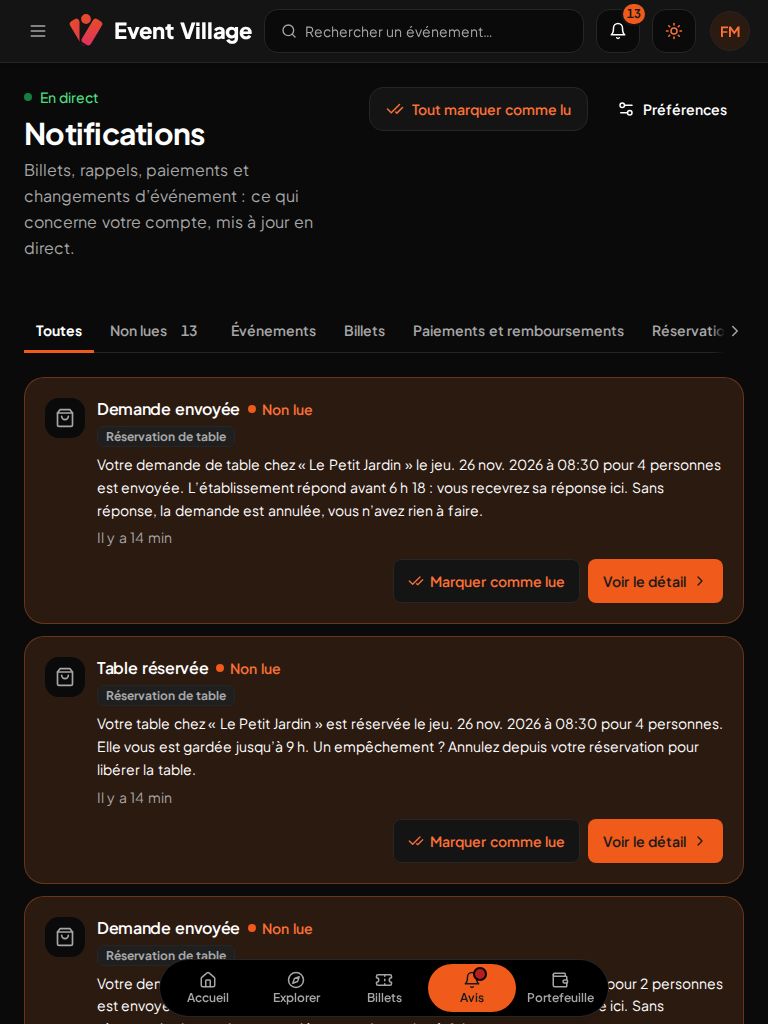 Event Village
Rechercher un événement…
13
FM
En direct
Notifications
Billets, rappels, paiements et
changements d’événement : ce qui
concerne votre compte, mis à jour en
direct.
Tout marquer comme lu
Préférences
Toutes
Non lues 13
Événements
Billets
Paiements et remboursements
Réservatio
Demande envoyée
Non lue
Réservation de table
Votre demande de table chez « Le Petit Jardin » le jeu. 26 nov. 2026 à 08:30 pour 4 personnes
est envoyée. L’établissement répond avant 6 h 18 : vous recevrez sa réponse ici. Sans
réponse, la demande est annulée, vous n’avez rien à faire.
Il y a 14 min
Marquer comme lue
Voir le détail
Table réservée
Non lue
Réservation de table
Votre table chez « Le Petit Jardin » est réservée le jeu. 26 nov. 2026 à 08:30 pour 4 personnes.
Elle vous est gardée jusqu’à 9 h. Un empêchement ? Annulez depuis votre réservation pour
libérer la table.
Il y a 14 min
Marquer comme lue
Voir le détail
Demande envoyée
Non lue
Réservation de table
Votre
pour 2 personnes
est
ici. Sans
Accueil
Explorer
Billets
Avis
Portefeuille